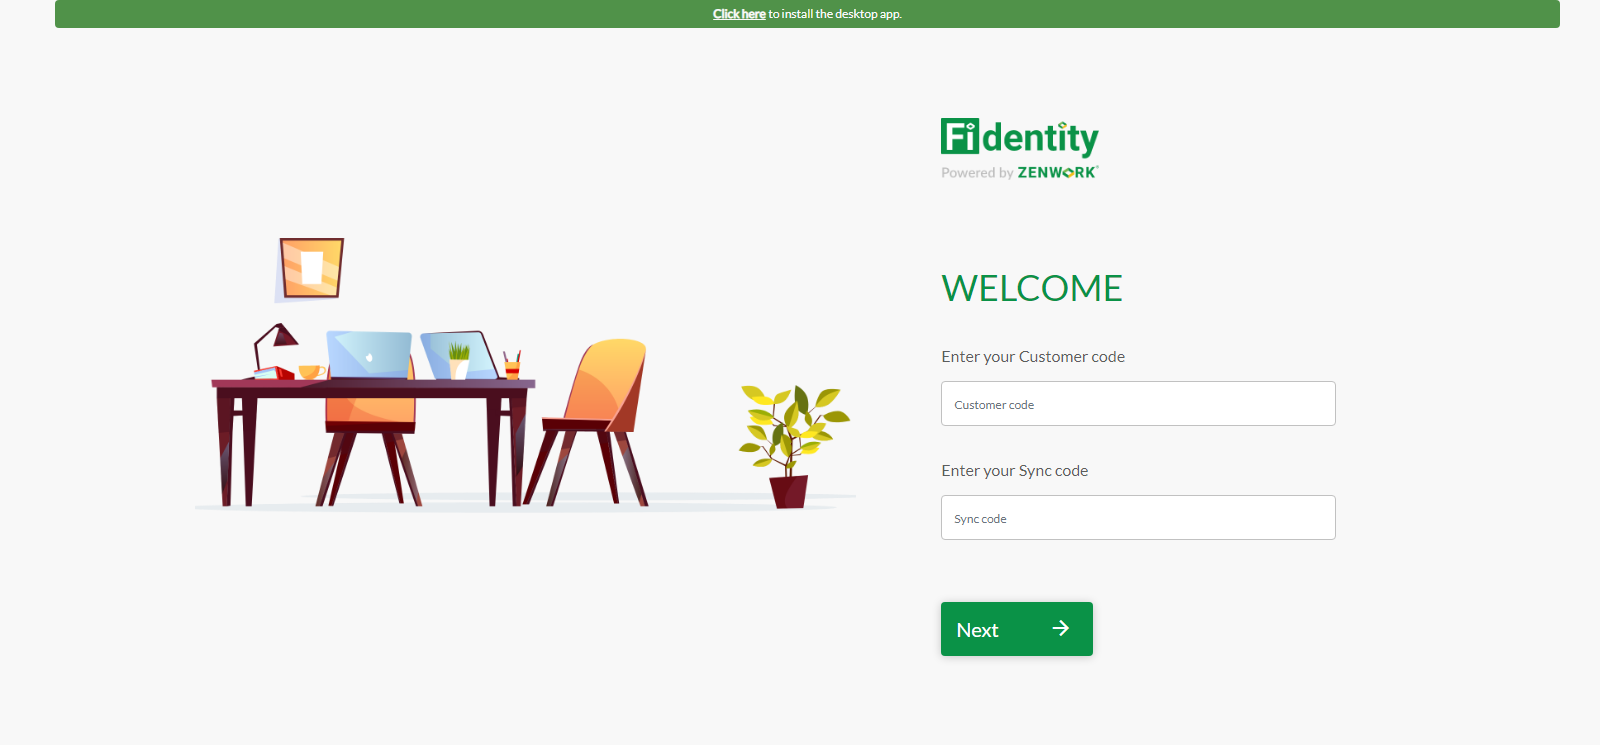 Click here to install the desktop app.
Fidentity
Powered by ZENWORK
WELCOME
Enter your Customer code
Customer code
Enter your Sync code
Sync code
Next